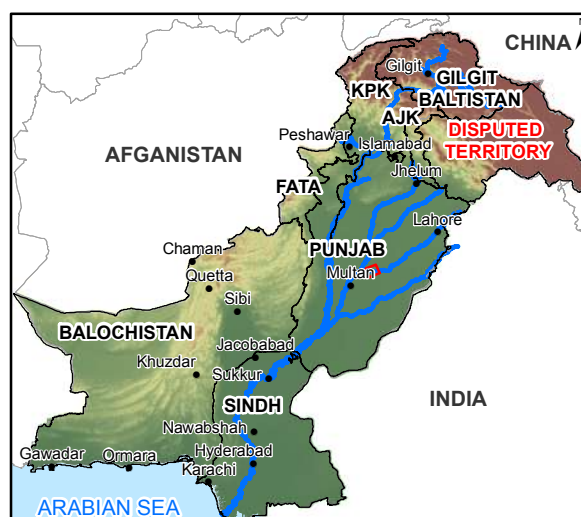 CHINA
Gilgit
GILGIT
BALTISTAN
KPK
AJK
DISPUTED
TERRITORY
Peshawar
Islamabad
AFGANISTAN
Jhelum
FATA
Lahore
PUNJAB
Chaman
Multan
Quetta
Sibi
BALOCHISTAN
Jacobabad
Khuzdar
Sukkur
INDIA
SINDH
Nawabshah
Hyderabad
Gawadar
Ormara
Karachi
ARABIAN SEA